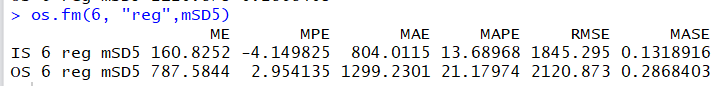 > os.fm(6, "reg",mSD5)
ME MPE MAE MAPE RMSE MASE
IS 6 reg mSD5 160.8252 -4.149825 804.0115 13.68968 1845.295 0.1318916
OS 6 reg mSD5 787.5844 2.954135 1299.2301 21.17974 2120.873 0.2868403